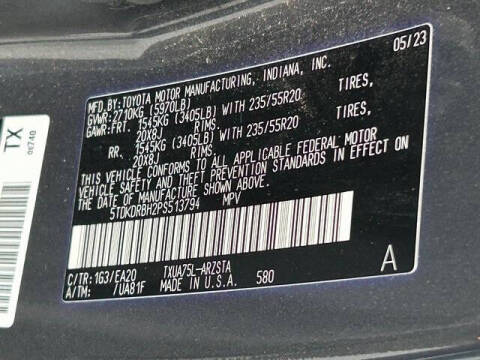 05/23
MFD.BY: TOYOTA MOTOR MANUFACTURING, INDIANA, INC.
GVWR: 2710KG (5970LB)
GAWR: FRT. 1545KG (3405LB) WITH 235/55R20 TIRES,
20X8J RIMS
RR. 1545KG (3405LB) WITH 235/55R20 TIRES,
20X8J RIMS
THIS VEHICLE CONFORMS TO ALL APPLICABLE FEDERAL MOTOR
VEHICLE SAFETY AND BUMPER STANDARDS IN EFFECT ON
THE DATE OF MANUFACTURE SHOWN ABOVE.
5TDKDRBH2PS513794 MPV
C/TR: 1G3/EA20 TXUA75L-ARZSTA
A/TM: /UA81F MADE IN U.S.A. 580
A
TX
06740